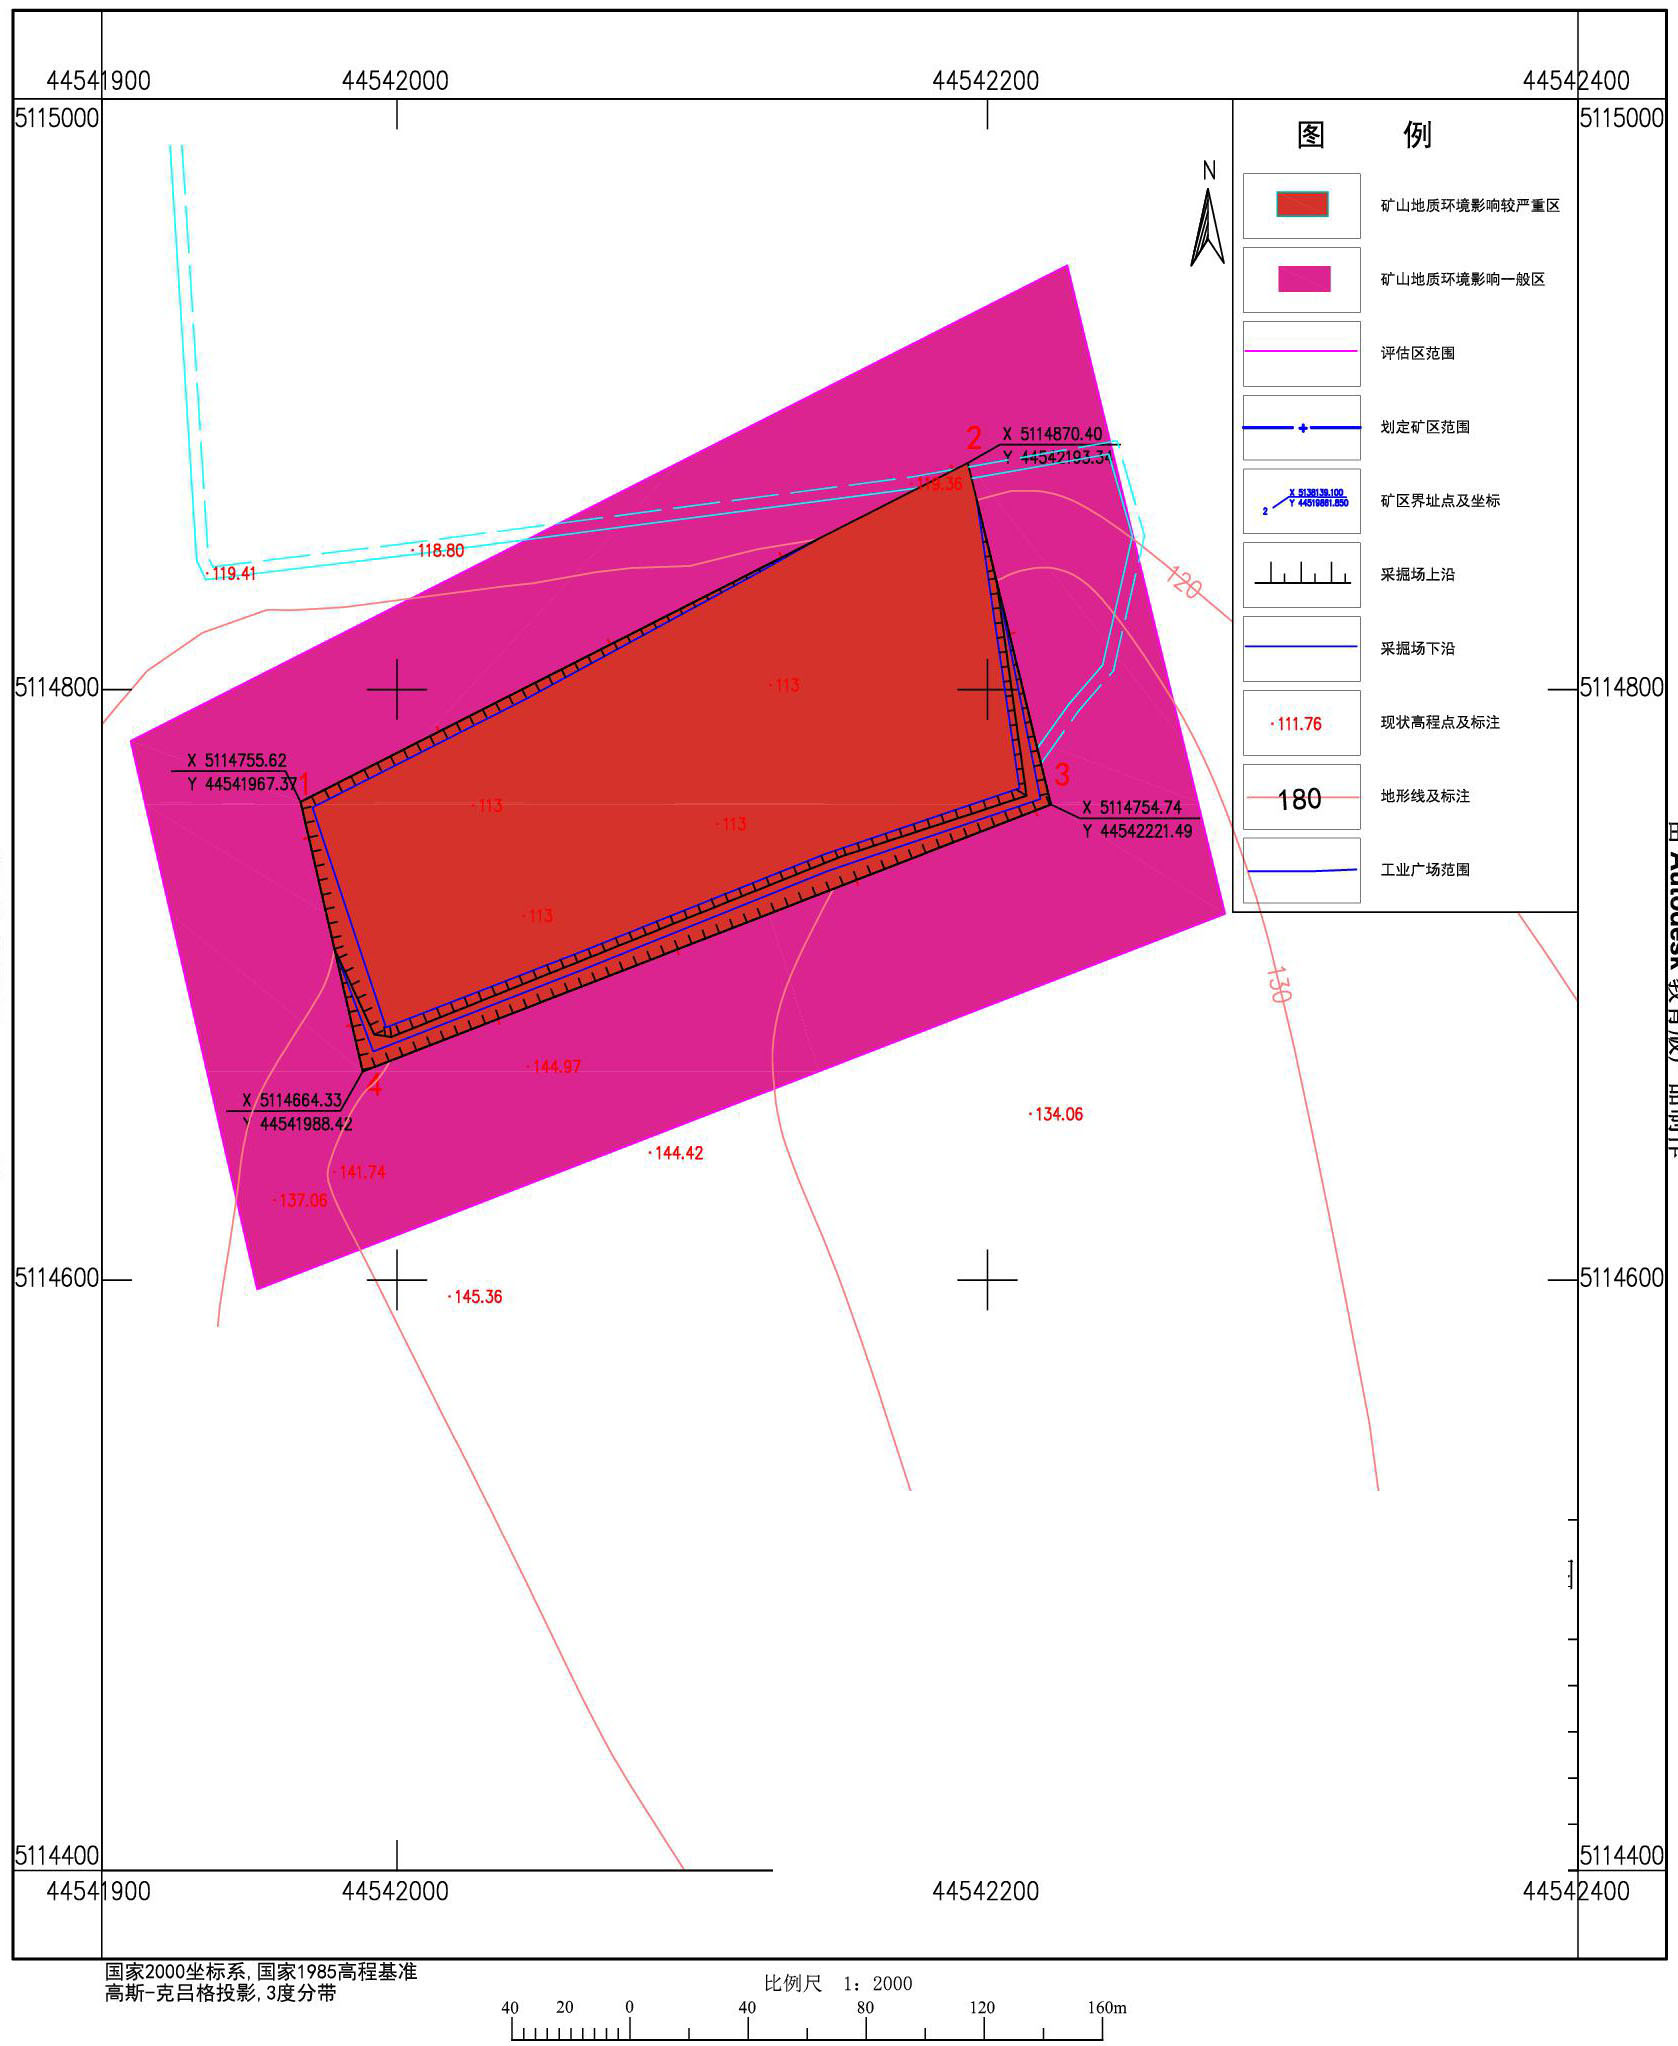 44541900 44542000 44542200 44542400
5115000 5115000
N
图 例
矿山地质环境影响较严重区
矿山地质环境影响一般区
评估区范围
划定矿区范围
2 X 5138139.100
Y 44519861.850
矿区界址点及坐标
采掘场上沿
采掘场下沿
·111.76 现状高程点及标注
180 地形线及标注
工业广场范围
2 X 5114870.40
Y 44542193.34
·119.36
·118.80
·119.41
120
5114800 5114800
·113
X 5114755.62
Y 44541967.37
1
3
·113
·113
X 5114754.74
Y 44542221.49
·113
130
·144.97
4
X 5114664.33
Y 44541988.42
·134.06
·144.42
·141.74
·137.06
5114600 5114600
·145.36
5114400 5114400
44541900 44542000 44542200 44542400
国家2000坐标系,国家1985高程基准
高斯-克吕格投影,3度分带
比例尺 1：2000
40 20 0 40 80 120 160m